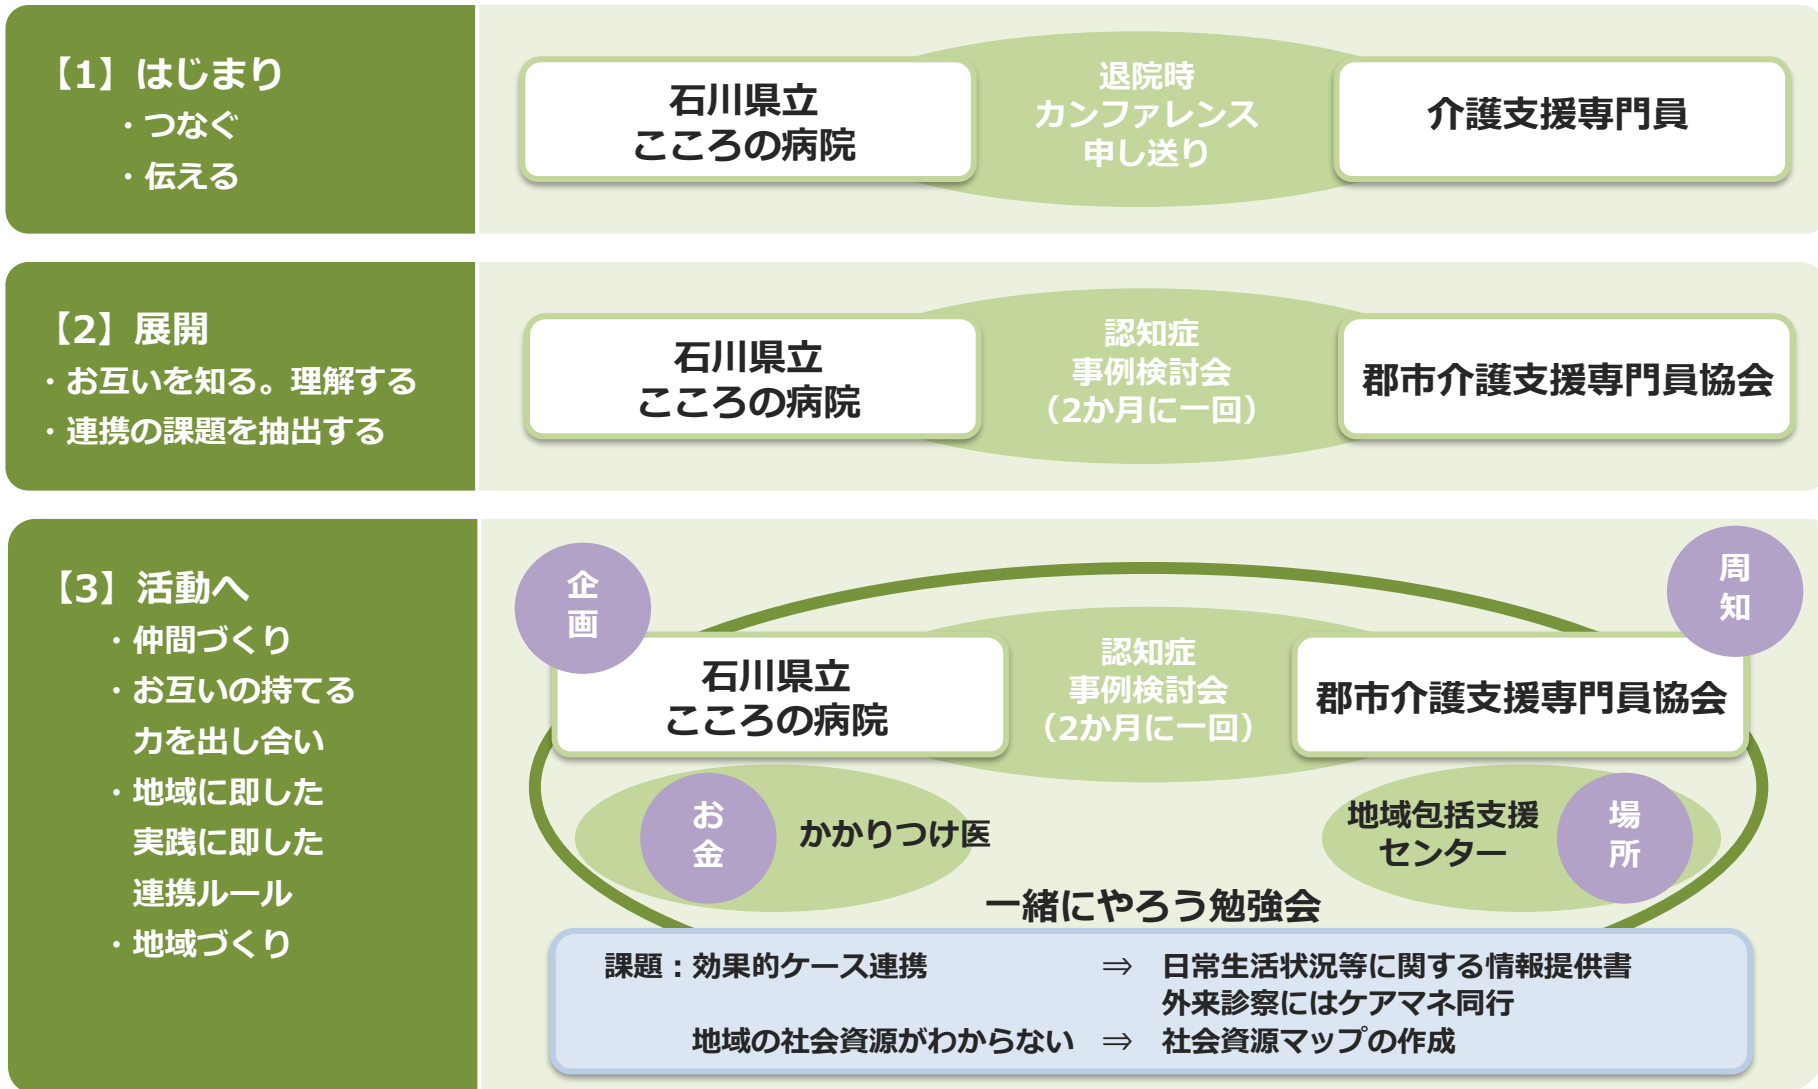 【1】はじまり
・つなぐ
・伝える
石川県立
こころの病院
退院時
カンファレンス
申し送り
介護支援専門員
【2】展開
・お互いを知る。理解する
・連携の課題を抽出する
石川県立
こころの病院
認知症
事例検討会
（2か月に一回）
郡市介護支援専門員協会
【3】活動へ
・仲間づくり
・お互いの持てる
力を出し合い
・地域に即した
実践に即した
連携ルール
・地域づくり
企
画
周
知
石川県立
こころの病院
認知症
事例検討会
（2か月に一回）
郡市介護支援専門員協会
お
金
かかりつけ医
地域包括支援
センター
場
所
一緒にやろう勉強会
課題：効果的ケース連携 ⇒ 日常生活状況等に関する情報提供書
外来診察にはケアマネ同行
地域の社会資源がわからない ⇒ 社会資源マップの作成